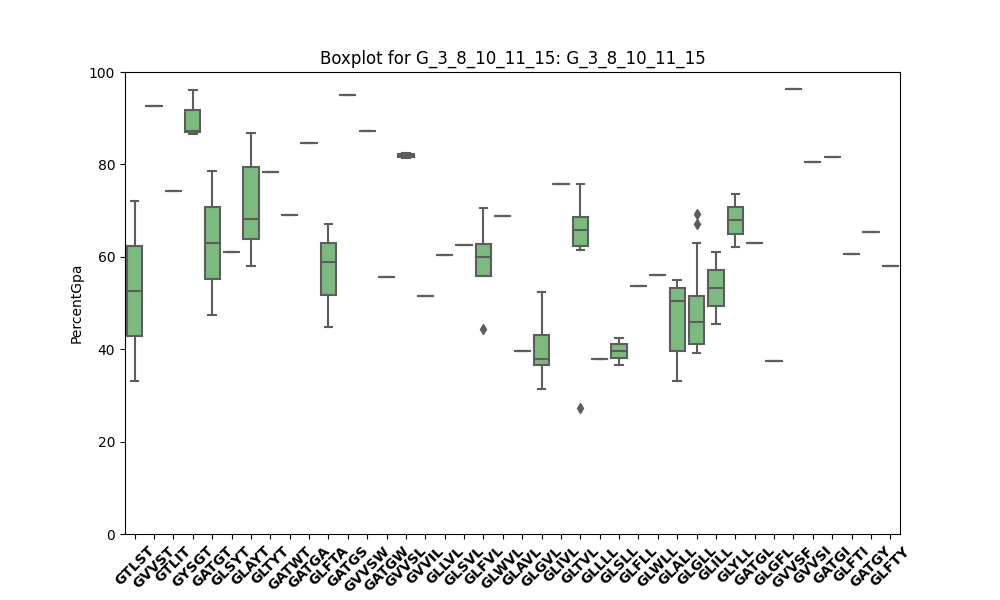 Boxplot for G_3_8_10_11_15: G_3_8_10_11_15
PercentGpa
100
80
60
40
20
0
GTLST
GVVST
GTLIT
GYSGT
GATGT
GLSYT
GLAYT
GLTYT
GATWT
GATGA
GLFTA
GATGS
GVVSW
GATGW
GVVSL
GVVIL
GLLVL
GLSVL
GLFVL
GLWVL
GLAVL
GLGVL
GLIVL
GLTVL
GLLLL
GLSLL
GLFLL
GLWLL
GLALL
GLGLL
GLILL
GLYLL
GATGL
GLGFL
GVVSF
GVVSI
GATGI
GLFTI
GATGY
GLFTY